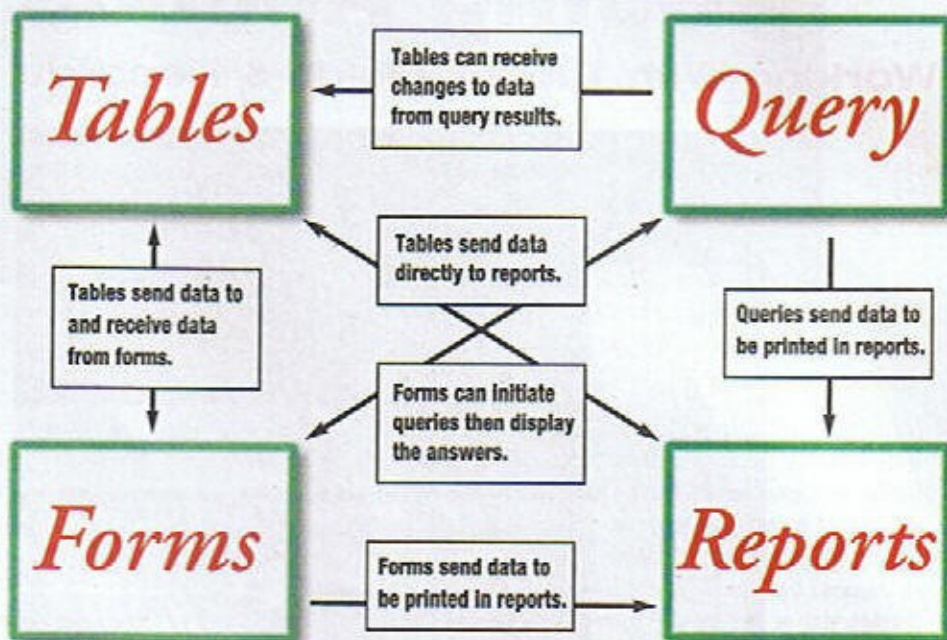 Tables
Tables can receive
changes to data
from query results.
Query
Tables send data
directly to reports.
Tables send data to
and receive data
from forms.
Queries send data to
be printed in reports.
Forms can initiate
queries then display
the answers.
Forms
Forms send data to
be printed in reports.
Reports